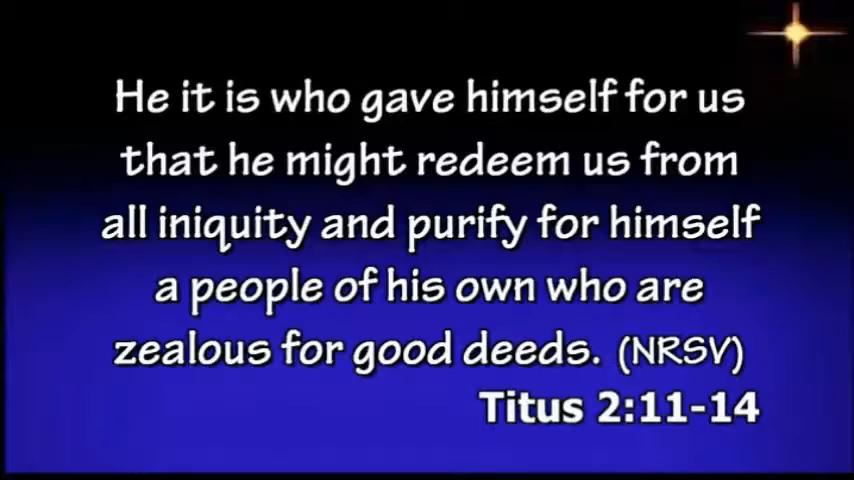 He it is who gave himself for us
that he might redeem us from
all iniquity and purify for himself
a people of his own who are
zealous for good deeds. (NRSV)
Titus 2:11-14